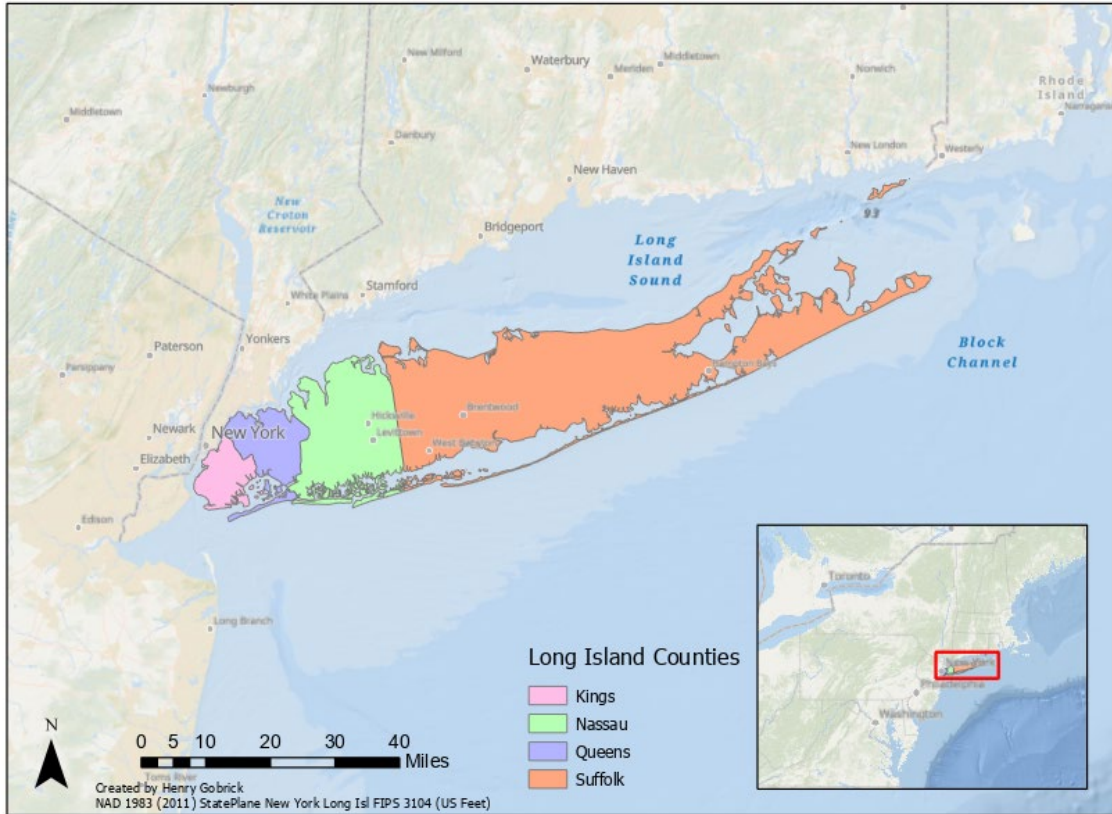 New Milford
Waterbury
Meriden
Middletown
Norwich
Rhode
Island
Newburgh
Middletown
Danbury
New London
Westerly
New Haven
New
Croton
Reservoir
93
Bridgeport
Long
Island
Sound
White Plains
Stamford
Yonkers
Paterson
Parsippany
Block
Channel
Hicksville
Brentwood
Newark
New York
Levittown
Elizabeth
Edison
Toronto
Long Branch
Long Island Counties
New York
Philadelphia
Kings
Washington
Nassau
N
0 5 10 20 30 40
Miles
Queens
Suffolk
Toms River
Created by Henry Gobrick
NAD 1983 (2011) StatePlane New York Long Isl FIPS 3104 (US Feet)